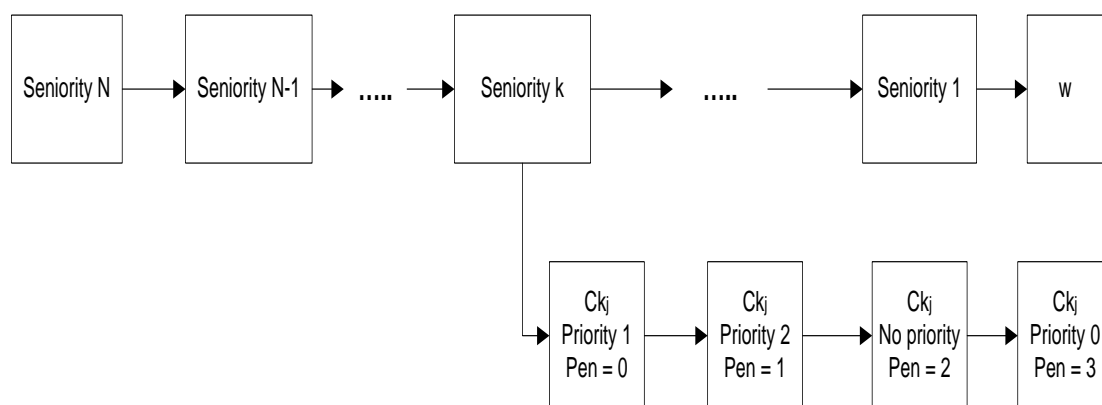 Seniority N
Seniority N-1
.....
Seniority k
.....
Seniority 1
w
Ckj
Priority 1
Pen = 0
Ckj
Priority 2
Pen = 1
Ckj
No priority
Pen = 2
Ckj
Priority 0
Pen = 3